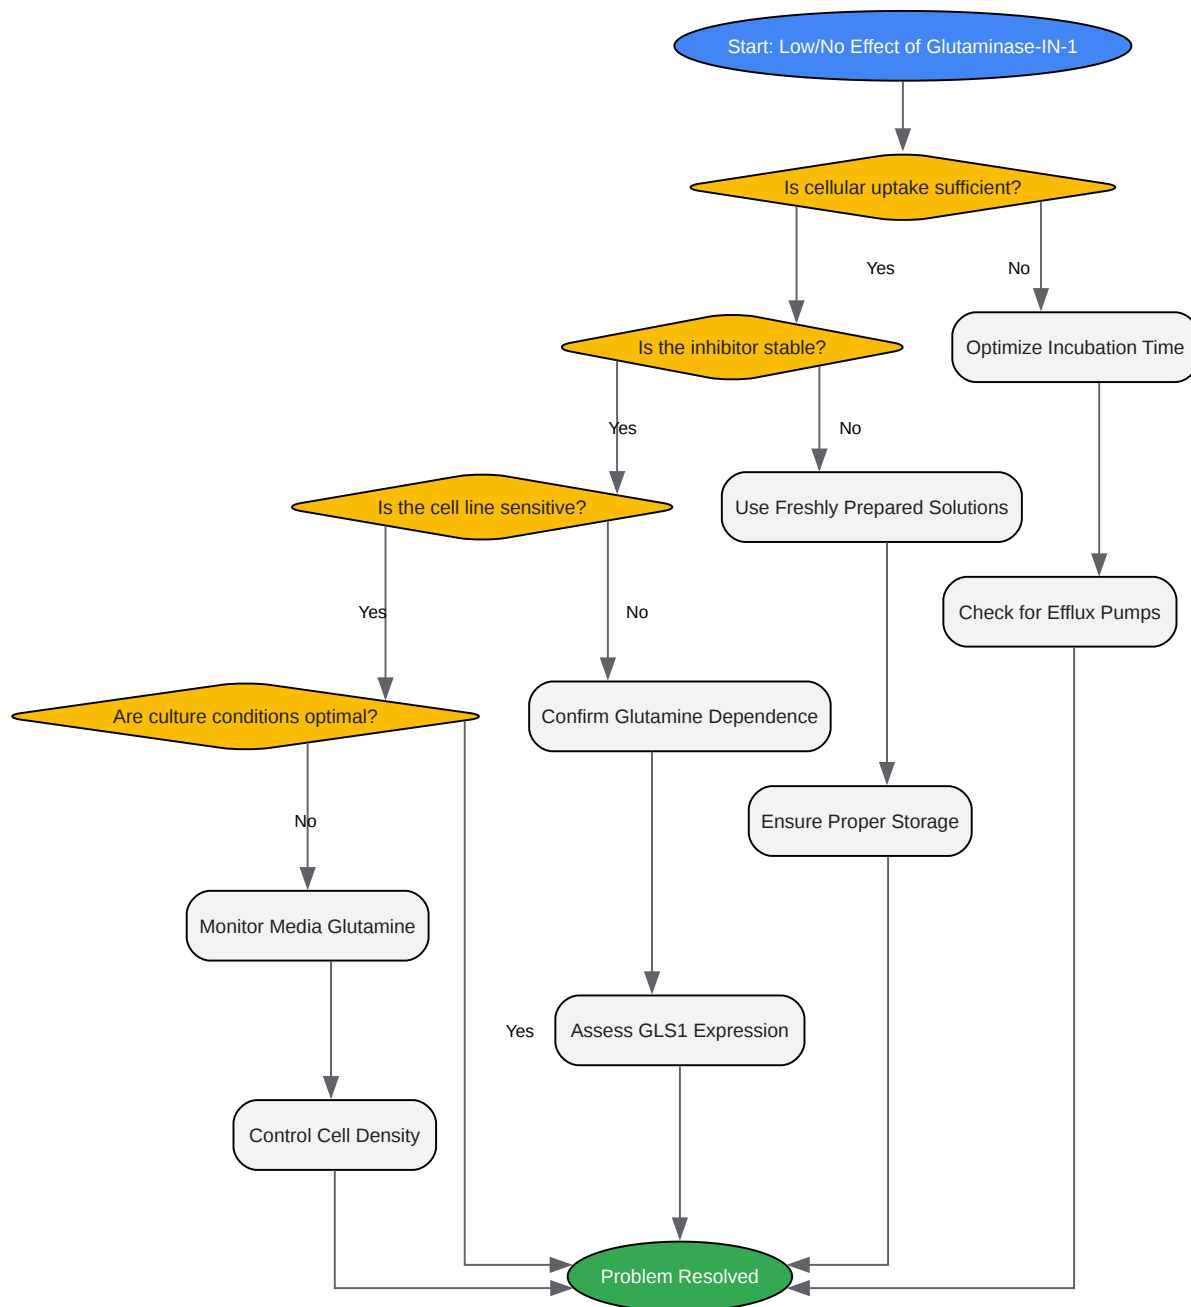 Start: Low/No Effect of Glutaminase-IN-1
Is cellular uptake sufficient?
Yes
No
Is the inhibitor stable?
Optimize Incubation Time
Yes
No
Is the cell line sensitive?
Use Freshly Prepared Solutions
Yes
No
Check for Efflux Pumps
Are culture conditions optimal?
Confirm Glutamine Dependence
No
Ensure Proper Storage
Monitor Media Glutamine
Yes
Assess GLS1 Expression
Control Cell Density
Problem Resolved